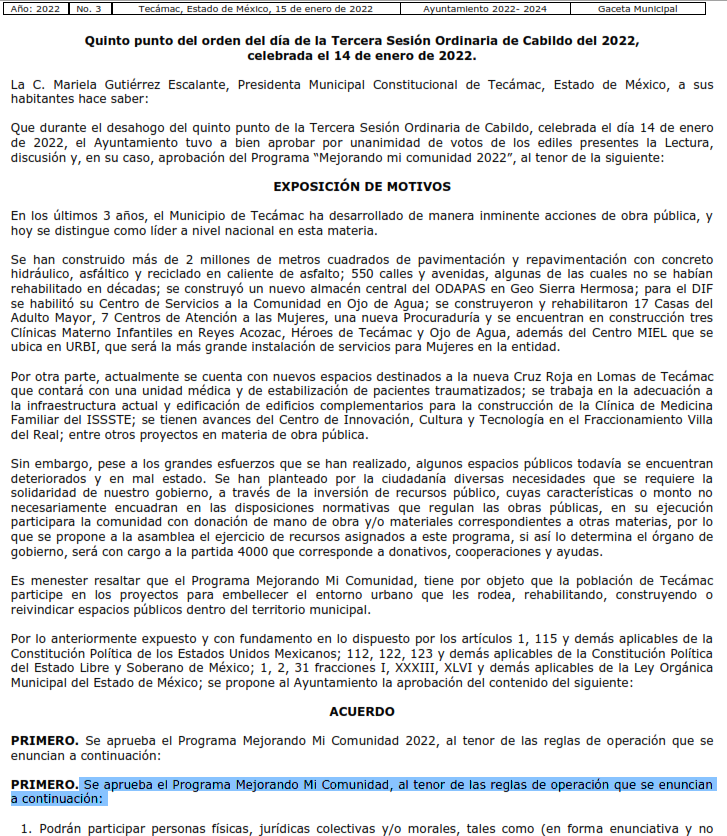 Año: 2022 No. 3 Tecámac, Estado de México, 15 de enero de 2022 Ayuntamiento 2022- 2024 Gaceta Municipal
Quinto punto del orden del día de la Tercera Sesión Ordinaria de Cabildo del 2022,
celebrada el 14 de enero de 2022.
La C. Mariela Gutiérrez Escalante, Presidenta Municipal Constitucional de Tecámac, Estado de México, a sus
habitantes hace saber:
Que durante el desahogo del quinto punto de la Tercera Sesión Ordinaria de Cabildo, celebrada el día 14 de enero
de 2022, el Ayuntamiento tuvo a bien aprobar por unanimidad de votos de los ediles presentes la Lectura,
discusión y, en su caso, aprobación del Programa “Mejorando mi comunidad 2022”, al tenor de la siguiente:
EXPOSICIÓN DE MOTIVOS
En los últimos 3 años, el Municipio de Tecámac ha desarrollado de manera inminente acciones de obra pública, y
hoy se distingue como líder a nivel nacional en esta materia.
Se han construido más de 2 millones de metros cuadrados de pavimentación y repavimentación con concreto
hidráulico, asfáltico y reciclado en caliente de asfalto; 550 calles y avenidas, algunas de las cuales no se habían
rehabilitado en décadas; se construyó un nuevo almacén central del ODAPAS en Geo Sierra Hermosa; para el DIF
se habilitó su Centro de Servicios a la Comunidad en Ojo de Agua; se construyeron y rehabilitaron 17 Casas del
Adulto Mayor, 7 Centros de Atención a las Mujeres, una nueva Procuraduría y se encuentran en construcción tres
Clínicas Materno Infantiles en Reyes Acozac, Héroes de Tecámac y Ojo de Agua, además del Centro MIEL que se
ubica en URBI, que será la más grande instalación de servicios para Mujeres en la entidad.
Por otra parte, actualmente se cuenta con nuevos espacios destinados a la nueva Cruz Roja en Lomas de Tecámac
que contará con una unidad médica y de estabilización de pacientes traumatizados; se trabaja en la adecuación a
la infraestructura actual y edificación de edificios complementarios para la construcción de la Clínica de Medicina
Familiar del ISSSTE; se tienen avances del Centro de Innovación, Cultura y Tecnología en el Fraccionamiento Villa
del Real; entre otros proyectos en materia de obra pública.
Sin embargo, pese a los grandes esfuerzos que se han realizado, algunos espacios públicos todavía se encuentran
deteriorados y en mal estado. Se han planteado por la ciudadanía diversas necesidades que se requiere la
solidaridad de nuestro gobierno, a través de la inversión de recursos público, cuyas características o monto no
necesariamente encuadran en las disposiciones normativas que regulan las obras públicas, en su ejecución
participara la comunidad con donación de mano de obra y/o materiales correspondientes a otras materias, por lo
que se propone a la asamblea el ejercicio de recursos asignados a este programa, si así lo determina el órgano de
gobierno, será con cargo a la partida 4000 que corresponde a donativos, cooperaciones y ayudas.
Es menester resaltar que el Programa Mejorando Mi Comunidad, tiene por objeto que la población de Tecámac
participe en los proyectos para embellecer el entorno urbano que les rodea, rehabilitando, construyendo o
reivindicar espacios públicos dentro del territorio municipal.
Por lo anteriormente expuesto y con fundamento en lo dispuesto por los artículos 1, 115 y demás aplicables de la
Constitución Política de los Estados Unidos Mexicanos; 112, 122, 123 y demás aplicables de la Constitución Política
del Estado Libre y Soberano de México; 1, 2, 31 fracciones I, XXXIII, XLVI y demás aplicables de la Ley Orgánica
Municipal del Estado de México; se propone al Ayuntamiento la aprobación del contenido del siguiente:
ACUERDO
PRIMERO. Se aprueba el Programa Mejorando Mi Comunidad 2022, al tenor de las reglas de operación que se
enuncian a continuación:
PRIMERO. Se aprueba el Programa Mejorando Mi Comunidad, al tenor de las reglas de operación que se enuncian
a continuación:
1. Podrán participar personas físicas, jurídicas colectivas y/o morales, tales como (en forma enunciativa y no